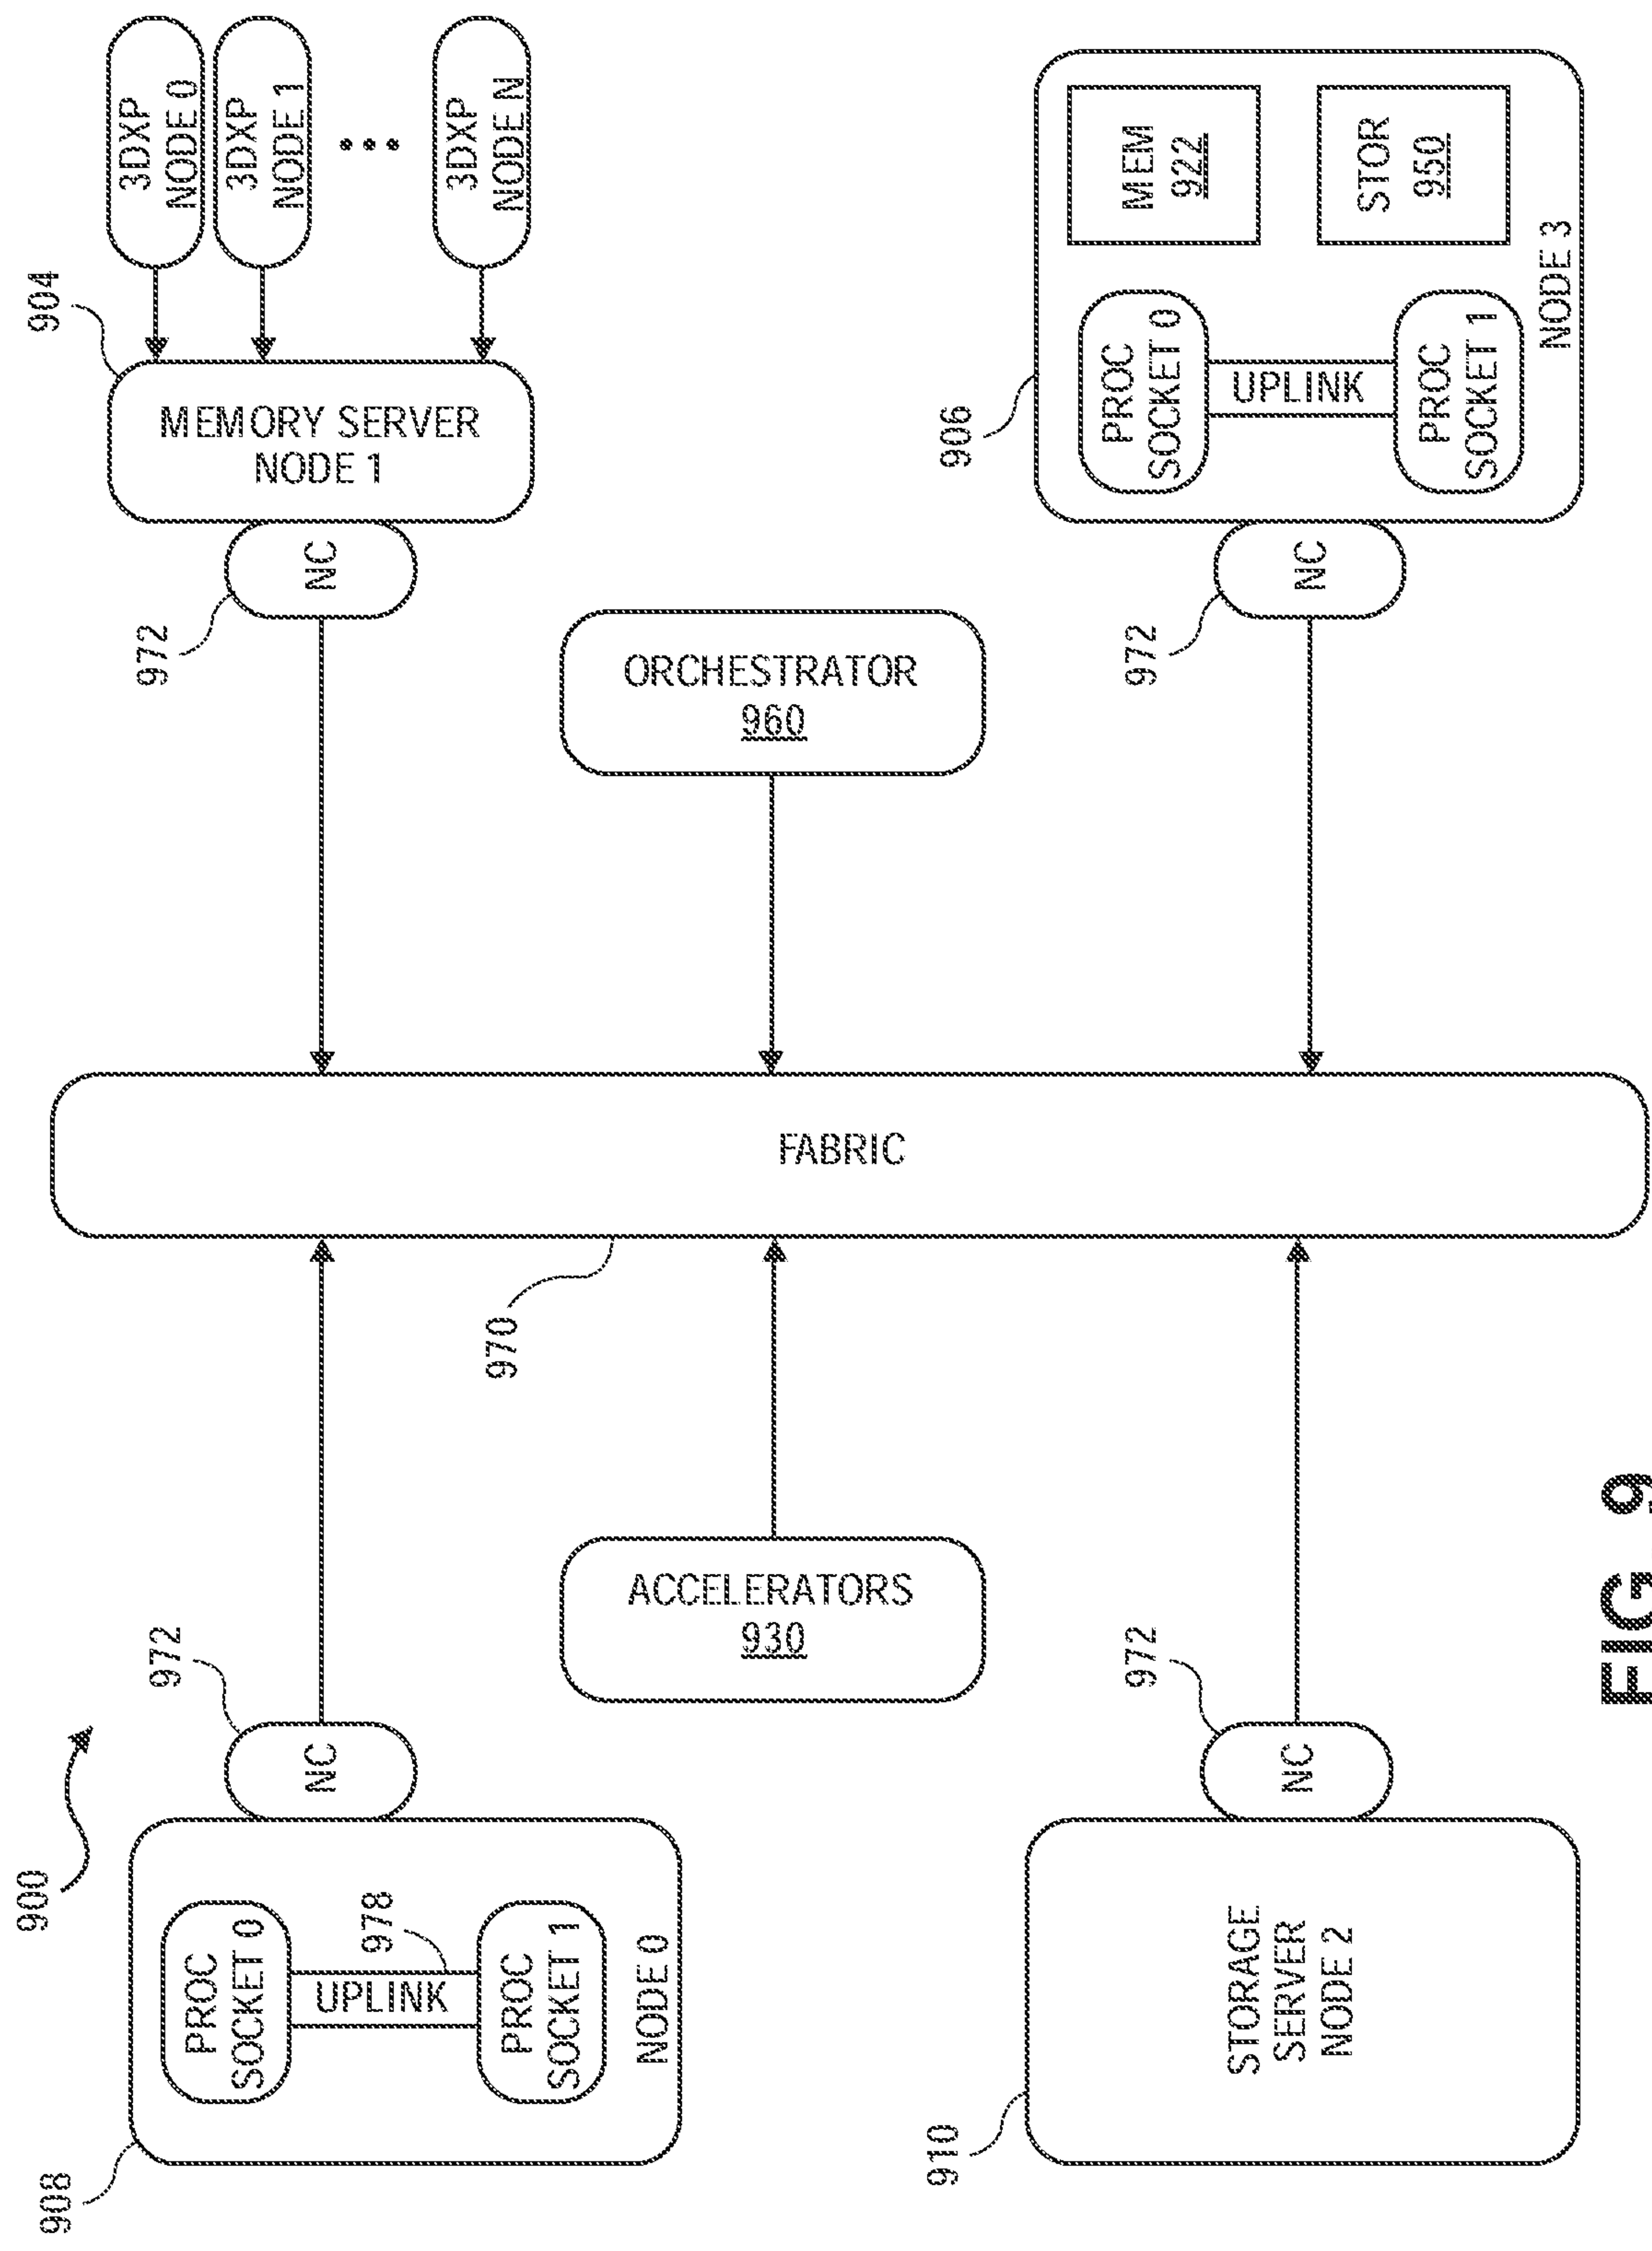 904
3DXP
NODE 0
3DXP
NODE 1
3DXP
NODE N
MEMORY SERVER
NODE 1
NC
972
906
PROC
SOCKET 0
UPLINK
PROC
SOCKET 1
MEM
922
STOR
950
NODE 3
NC
972
ORCHESTRATOR
960
FABRIC
970
ACCELERATORS
930
900
972
NC
PROC
SOCKET 0
UPLINK
978
PROC
SOCKET 1
NODE 0
908
972
NC
STORAGE
SERVER
NODE 2
910
FIG. 9